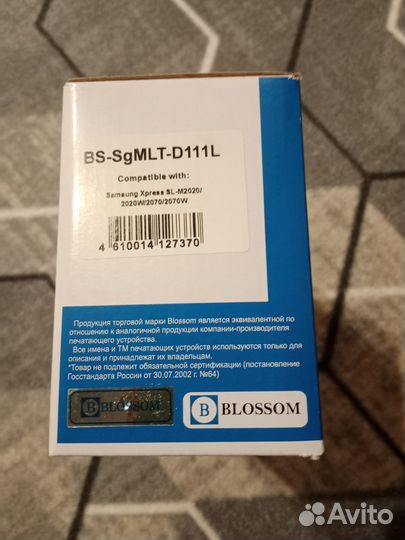 BS-SgMLT-D111L
Compatible with:
Samsung Xpress SL-M2020/
2020W/2070/2070W
4 610014 127370
Продукция торговой марки Blossom является эквивалентной по
отношению к аналогичной продукции компании-производителя
печатающего устройства.
Все имена и ТМ печатающих устройств используются только для
описания и принадлежат их владельцам.
*Товар не подлежит обязательной сертификации (постановление
Госстандарта России от 30.07.2002 г. №64)
B BLOSSOM
B BLOSSOM
Avito